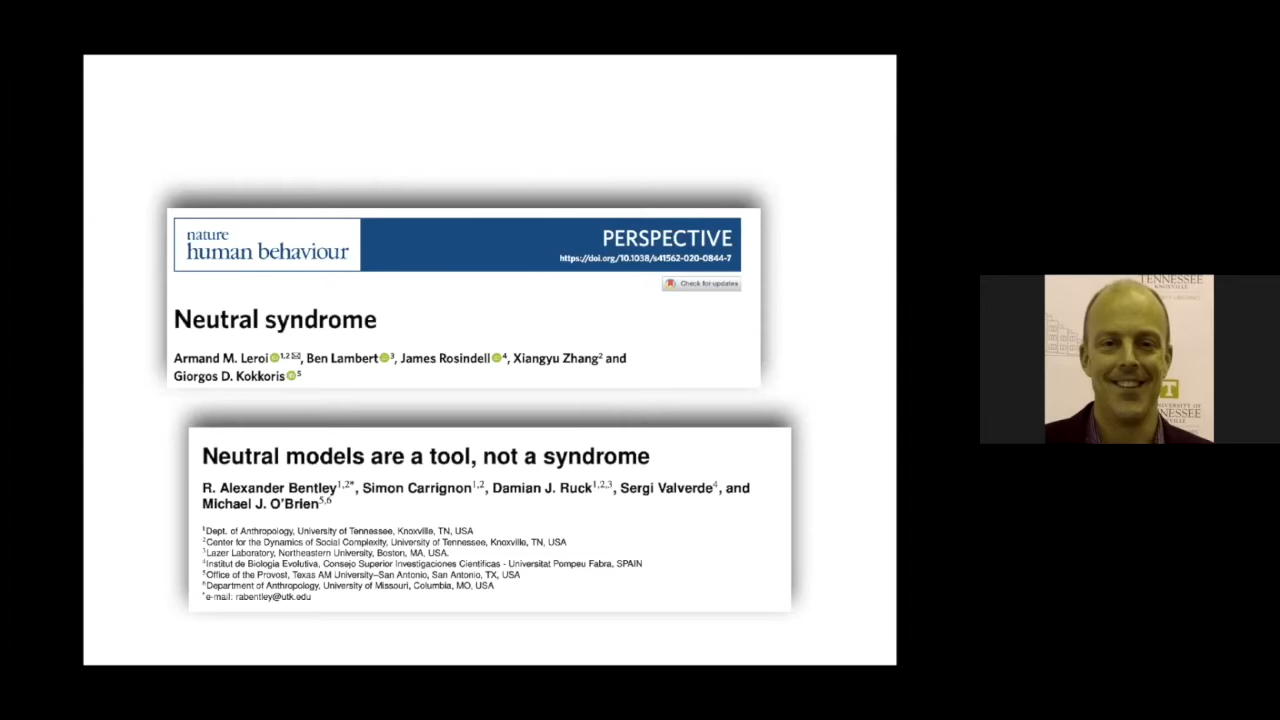 nature
human behaviour
PERSPECTIVE
https://doi.org/10.1038/s41562-020-0844-7
Check for updates
Neutral syndrome
Armand M. Leroi 1,2, Ben Lambert 3, James Rosindell 4, Xiangyu Zhang2 and
Giorgos D. Kokkoris 5
Neutral models are a tool, not a syndrome
R. Alexander Bentley1,2*, Simon Carrignon1,2, Damian J. Ruck1,2,3, Sergi Valverde4, and
Michael J. O'Brien5,6
1Dept. of Anthropology, University of Tennessee, Knoxville, TN, USA
2Center for the Dynamics of Social Complexity, University of Tennessee, Knoxville, TN, USA
3Lazer Laboratory, Northeastern University, Boston, MA, USA.
4Institut de Biologia Evolutiva, Consejo Superior Investigaciones Cientificas - Universitat Pompeu Fabra, SPAIN
5Office of the Provost, Texas AM University–San Antonio, San Antonio, TX, USA
6Department of Anthropology, University of Missouri, Columbia, MO, USA
*e-mail: rabentley@utk.edu
TENNESSEE
KNOXVILLE
T
UNIVERSITY OF